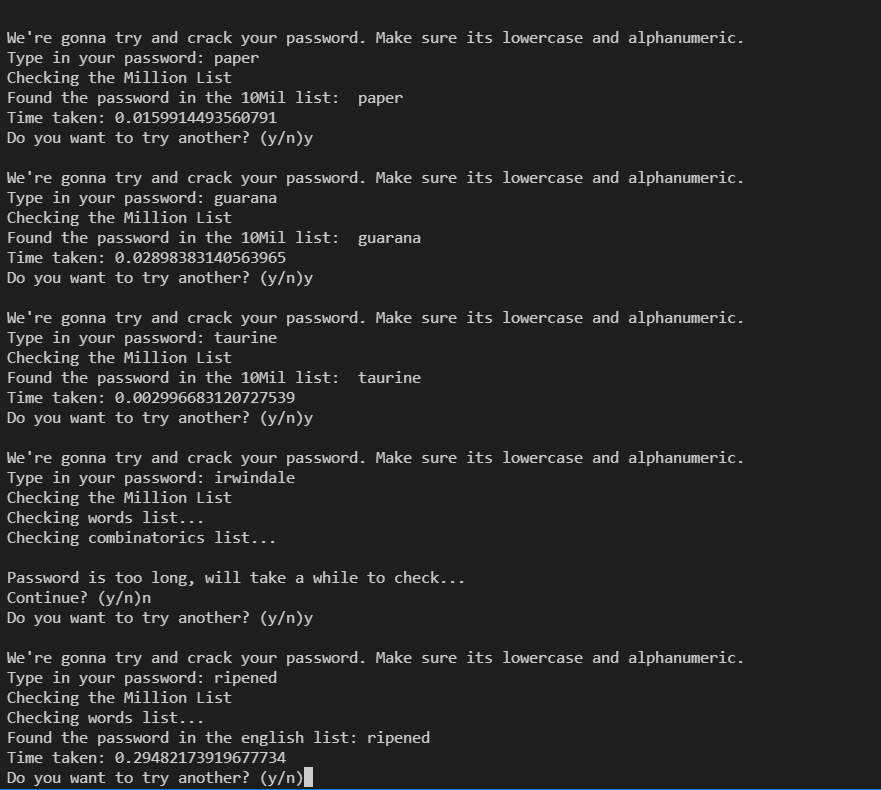 We're gonna try and crack your password. Make sure its lowercase and alphanumeric.
Type in your password: paper
Checking the Million List
Found the password in the 10Mil list:  paper
Time taken: 0.0159914493560791
Do you want to try another? (y/n)y
We're gonna try and crack your password. Make sure its lowercase and alphanumeric.
Type in your password: guarana
Checking the Million List
Found the password in the 10Mil list:  guarana
Time taken: 0.02898383140563965
Do you want to try another? (y/n)y
We're gonna try and crack your password. Make sure its lowercase and alphanumeric.
Type in your password: taurine
Checking the Million List
Found the password in the 10Mil list:  taurine
Time taken: 0.002996683120727539
Do you want to try another? (y/n)y
We're gonna try and crack your password. Make sure its lowercase and alphanumeric.
Type in your password: irwindale
Checking the Million List
Checking words list...
Checking combinatorics list...
Password is too long, will take a while to check...
Continue? (y/n)n
Do you want to try another? (y/n)y
We're gonna try and crack your password. Make sure its lowercase and alphanumeric.
Type in your password: ripened
Checking the Million List
Checking words list...
Found the password in the english list: ripened
Time taken: 0.29482173919677734
Do you want to try another? (y/n)